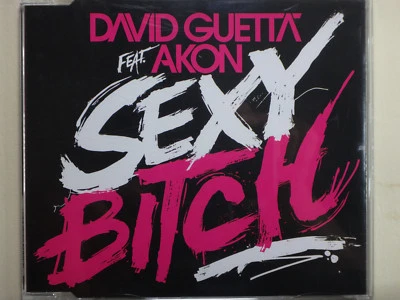 DAVID GUETTA
FEAT. AKON
SEXY
BITCH